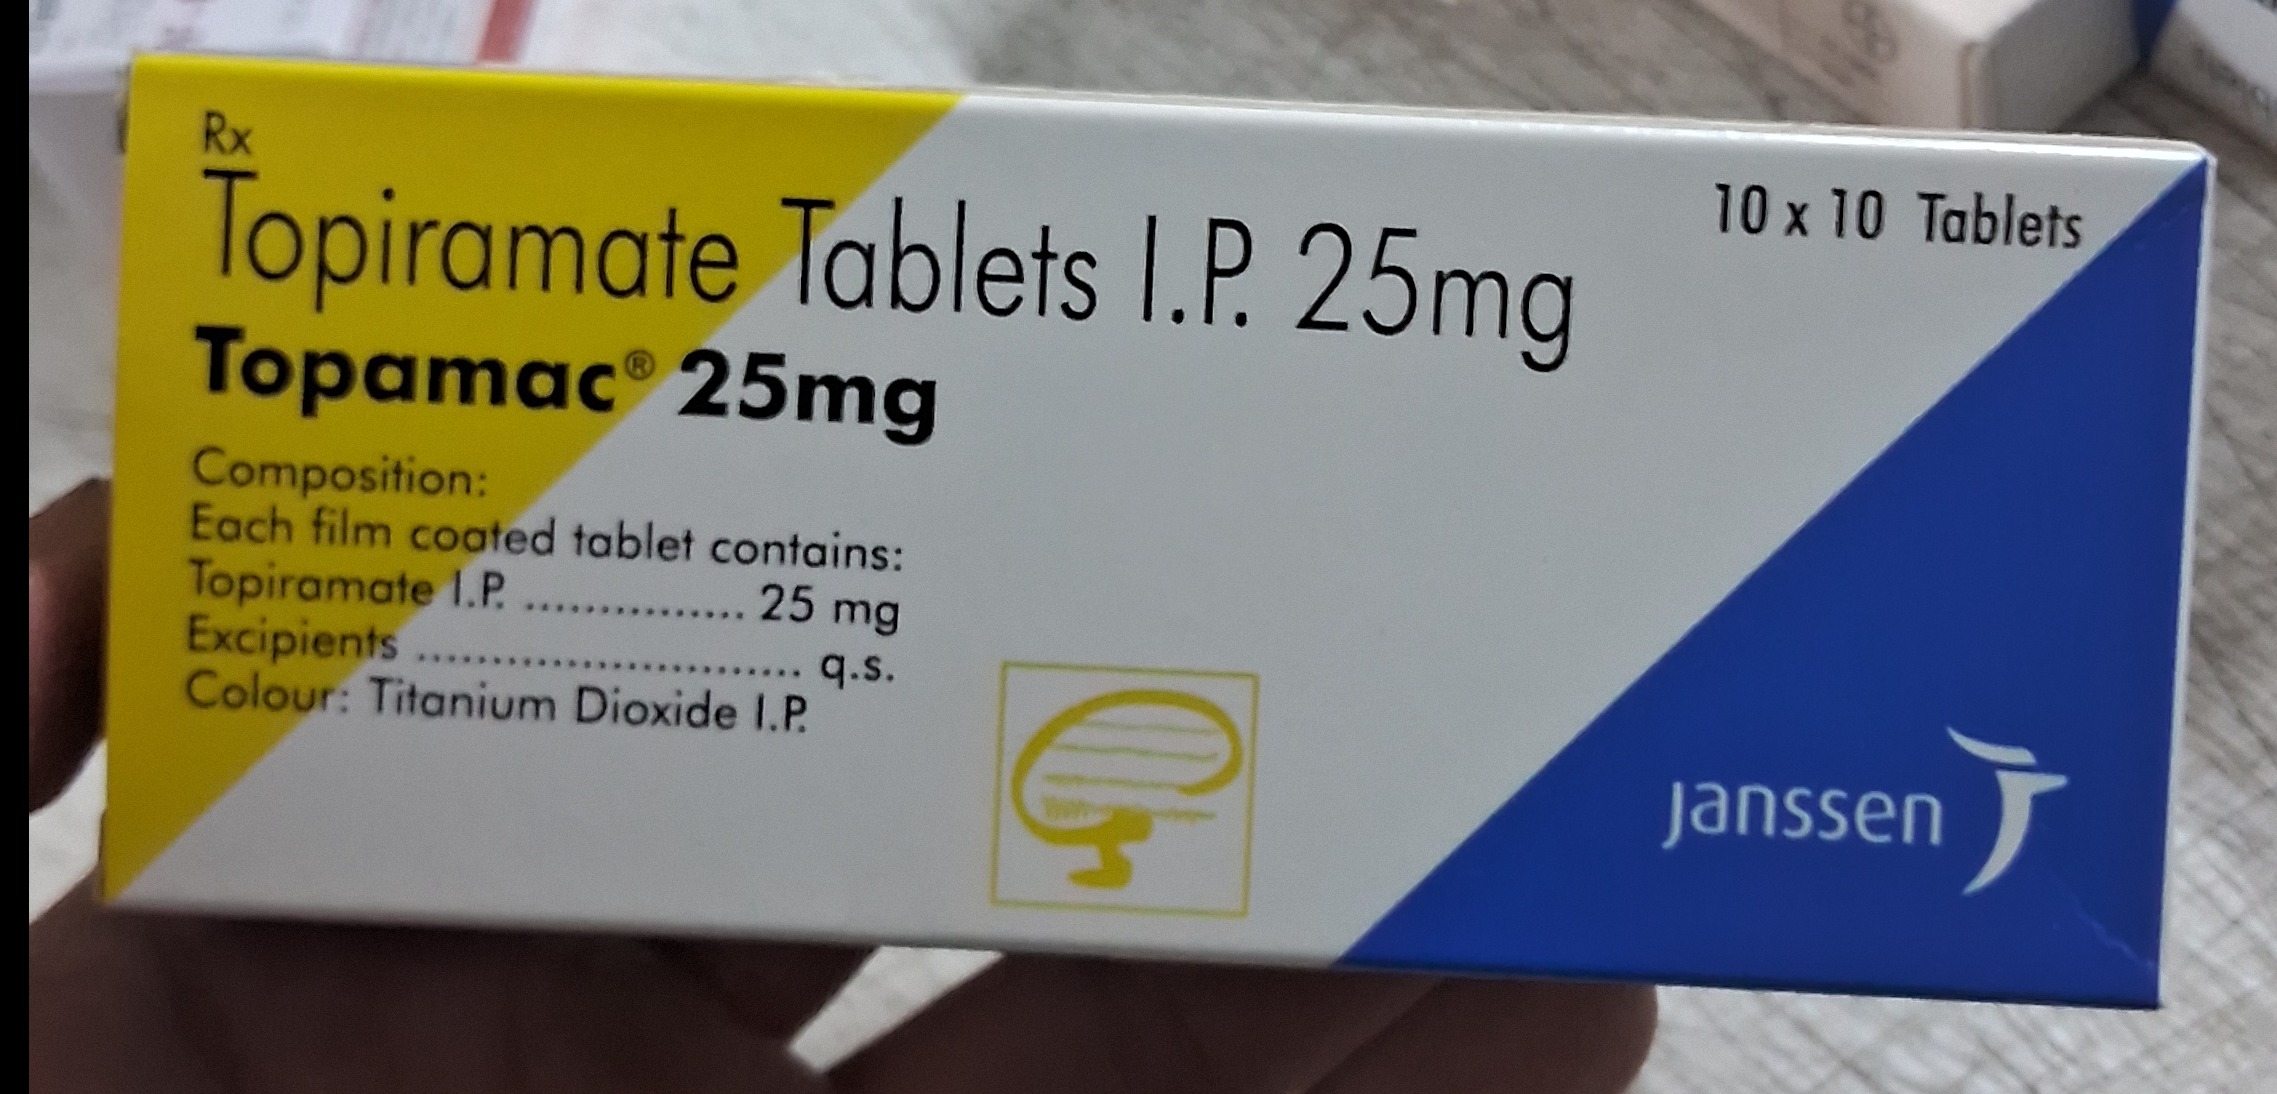 Rx
Topiramate Tablets I.P. 25mg
10 x 10 Tablets
Topamac® 25mg
Composition:
Each film coated tablet contains:
Topiramate I.P. ............... 25 mg
Excipients .......................... q.s.
Colour: Titanium Dioxide I.P.
janssen